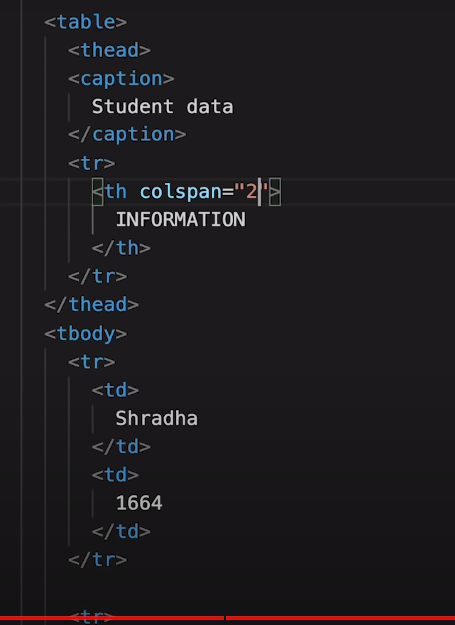 <table>
<thead>
<caption>
Student data
</caption>
<tr>
<th colspan="2">
INFORMATION
</th>
</tr>
</thead>
<tbody>
<tr>
<td>
Shradha
</td>
<td>
1664
</td>
</tr>
<tr>